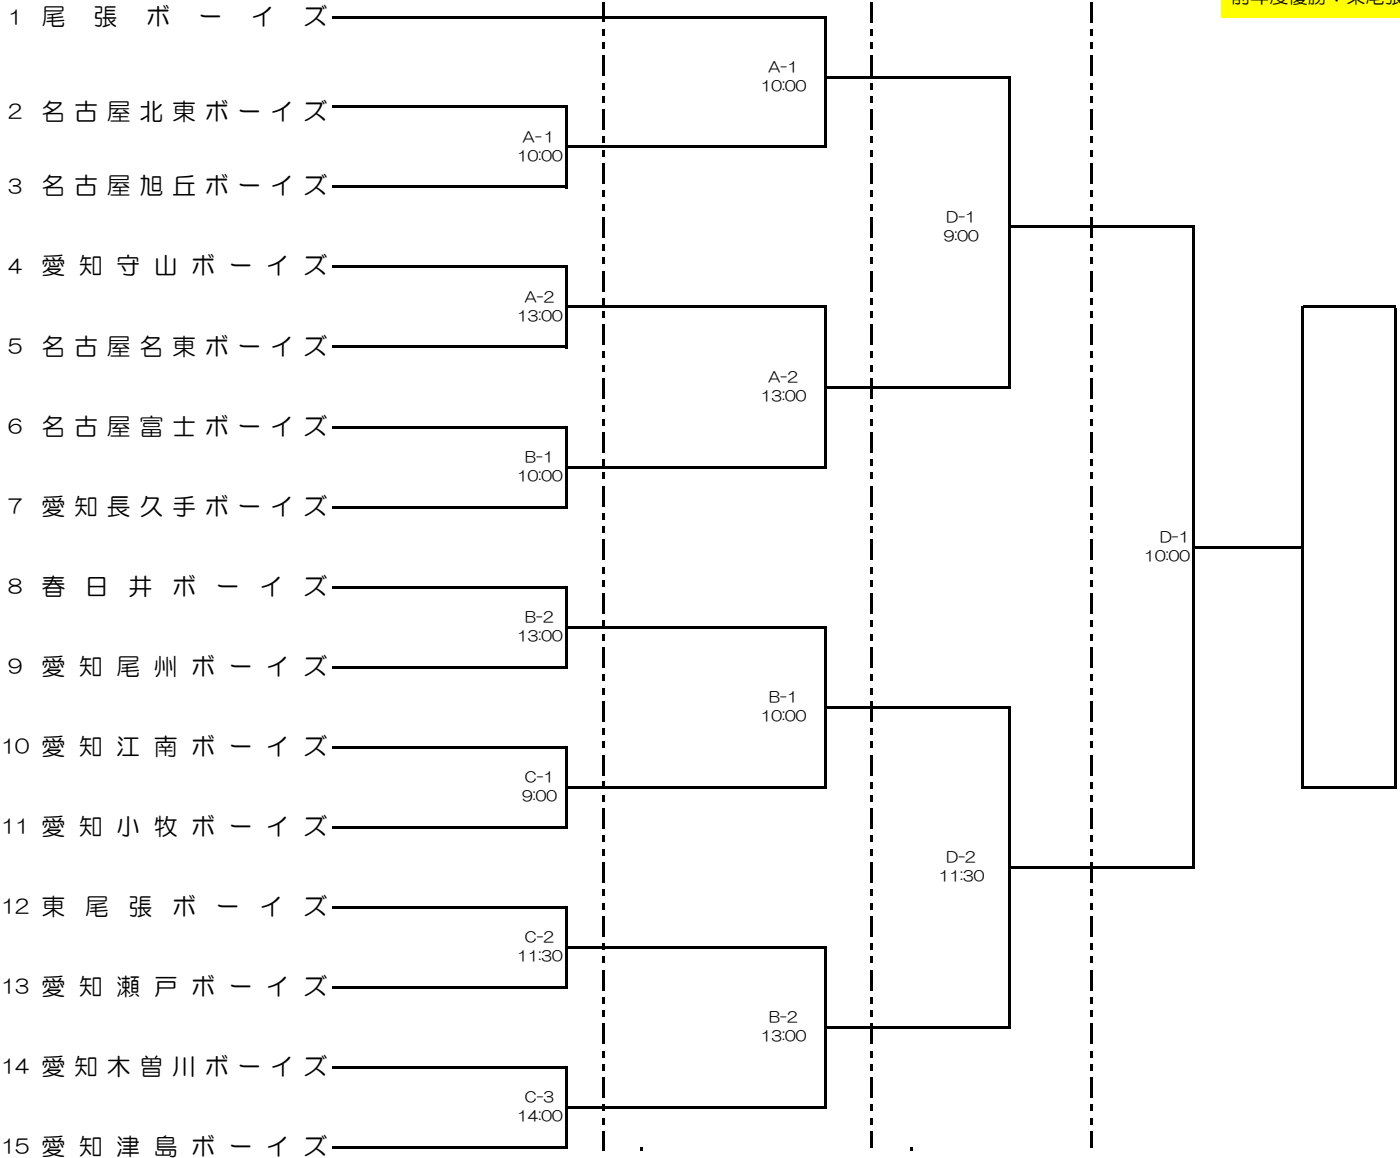 1 尾張ボーイズ
2 名古屋北東ボーイズ
3 名古屋旭丘ボーイズ
4 愛知守山ボーイズ
5 名古屋名東ボーイズ
6 名古屋富士ボーイズ
7 愛知長久手ボーイズ
8 春日井ボーイズ
9 愛知尾州ボーイズ
10 愛知江南ボーイズ
11 愛知小牧ボーイズ
12 東尾張ボーイズ
13 愛知瀬戸ボーイズ
14 愛知木曽川ボーイズ
15 愛知津島ボーイズ
A-1
10:00
A-2
13:00
B-1
10:00
B-2
13:00
C-1
9:00
C-2
11:30
C-3
14:00
A-1
10:00
A-2
13:00
B-1
10:00
B-2
13:00
D-1
9:00
D-2
11:30
D-1
10:00